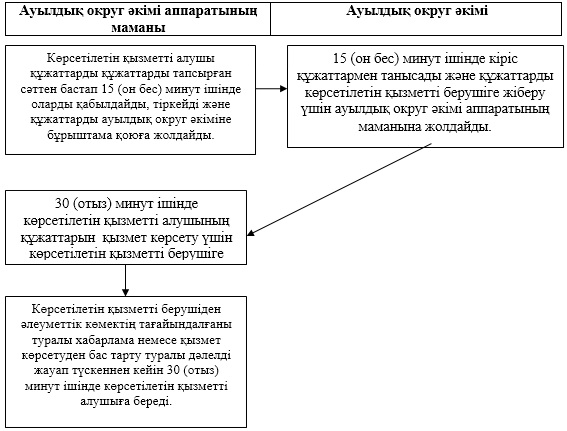 Ауылдық округ әкімі аппаратының
маманы
Ауылдық округ әкімі
Көрсетілетін қызметті алушы
құжаттарды құжаттарды тапсырған
сәттен бастап 15 (он бес) минут ішінде
оларды қабылдайды, тіркейді және
құжаттарды ауылдық округ әкіміне
бұрыштама қоюға жолдайды.
15 (он бес) минут ішінде кіріс
құжаттармен танысады және құжаттарды
көрсетілетін қызметті берушіге жіберу
үшін ауылдық округ әкімі аппаратының
маманына жолдайды.
30 (отыз) минут ішінде
көрсетілетін қызметті алушының
құжаттарын қызмет көрсету үшін
көрсетілетін қызметті берушіге
Көрсетілетін қызметті берушіден
әлеуметтік көмектің тағайындалғаны
туралы хабарлама немесе қызмет
көрсетуден бас тарту туралы дәлелді
жауап түскеннен кейін 30 (отыз)
минут ішінде көрсетілетін қызметті
алушыға береді.